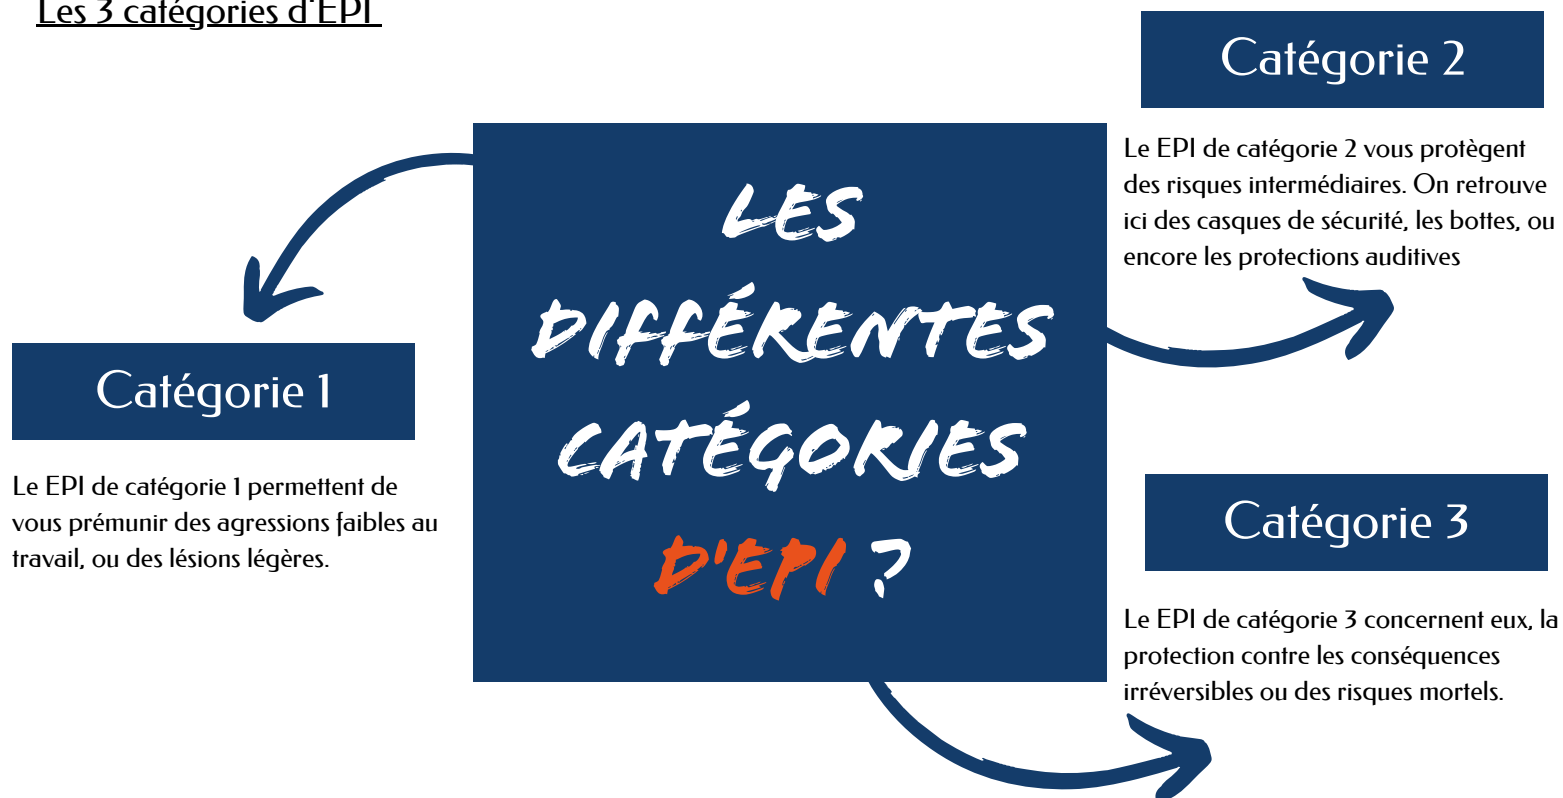 Les 3 catégories d'EPI
Catégorie 2
Le EPI de catégorie 2 vous protègent
des risques intermédiaires. On retrouve
ici des casques de sécurité, les bottes, ou
encore les protections auditives
LES
DIFFÉRENTES
CATÉGORIES
D'EPI ?
Catégorie 1
Le EPI de catégorie 1 permettent de
vous prémunir des agressions faibles au
travail, ou des lésions légères.
Catégorie 3
Le EPI de catégorie 3 concernent eux, la
protection contre les conséquences
irréversibles ou des risques mortels.